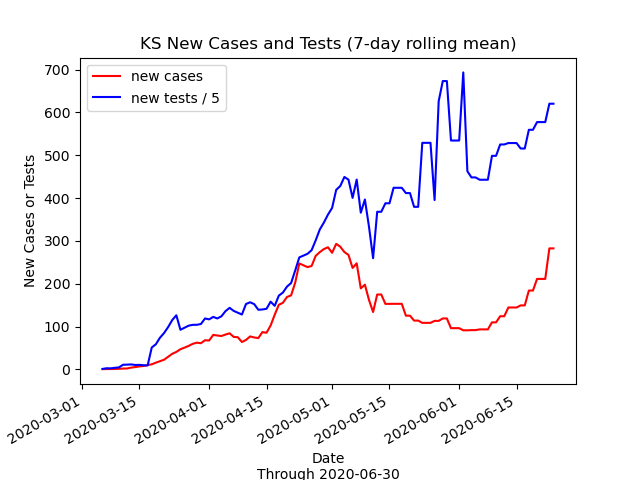 KS New Cases and Tests (7-day rolling mean)
new cases
new tests / 5
700
600
500
400
300
200
100
0
New Cases or Tests
2020-03-01
2020-03-15
2020-04-01
2020-04-15
2020-05-01
2020-05-15
2020-06-01
2020-06-15
Date
Through 2020-06-30